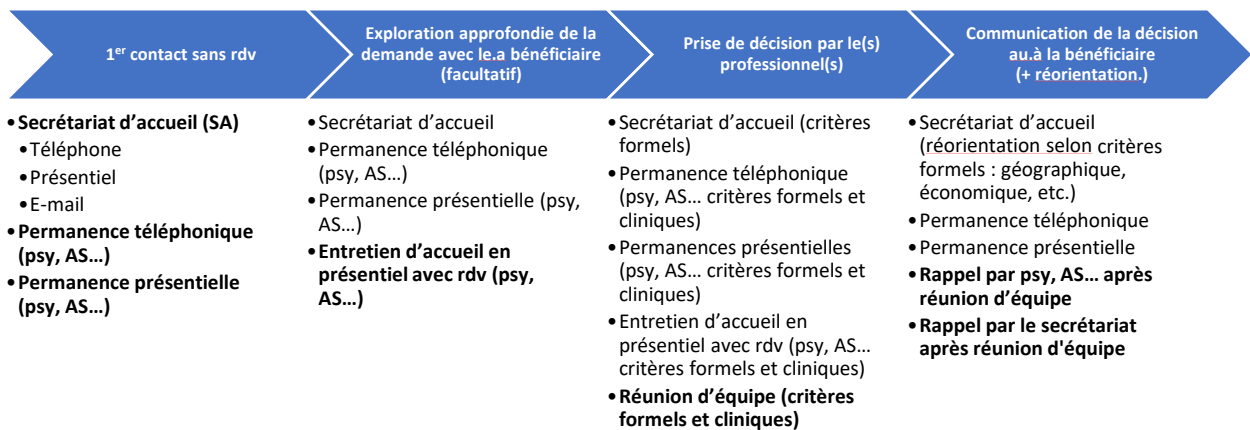 1er contact sans rdv
Exploration approfondie de la
demande avec le.a bénéficiaire
(facultatif)
Prise de décision par le(s)
professionnel(s)
Communication de la décision
au.à la bénéficiaire
(+ réorientation.)
•Secrétariat d'accueil (SA)
•Téléphone
•Présentiel
•E-mail
•Permanence téléphonique
(psy, AS…)
•Permanence présentielle
(psy, AS…)
•Secrétariat d'accueil
•Permanence téléphonique
(psy, AS…)
•Permanence présentielle (psy,
AS…)
•Entretien d'accueil en
présentiel avec rdv (psy,
AS…)
•Secrétariat d'accueil (critères
formels)
•Permanence téléphonique
(psy, AS… critères formels et
cliniques)
•Permanences présentielles
(psy, AS… critères formels et
cliniques)
•Entretien d'accueil en
présentiel avec rdv (psy, AS…
critères formels et cliniques)
•Réunion d'équipe (critères
formels et cliniques)
•Secrétariat d'accueil
(réorientation selon critères
formels : géographique,
économique, etc.)
•Permanence téléphonique
•Permanence présentielle
•Rappel par psy, AS… après
réunion d'équipe
•Rappel par le secrétariat
après réunion d'équipe